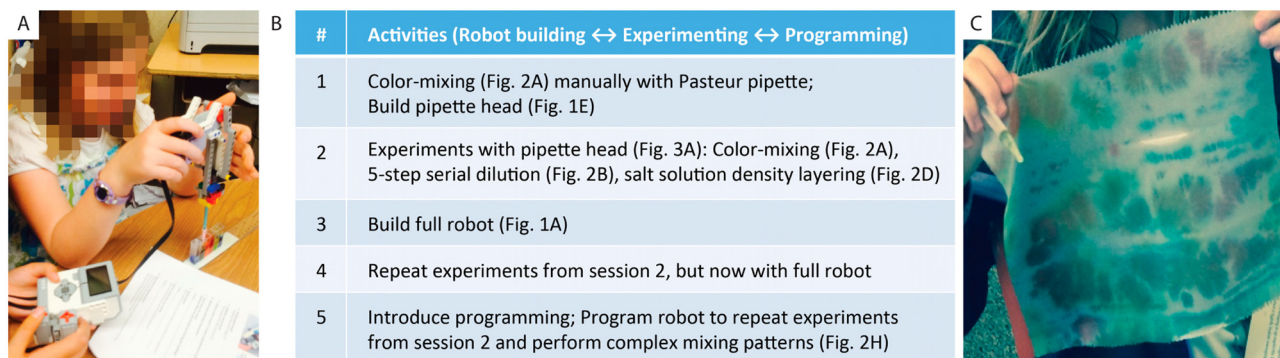 A
B
# Activities (Robot building ↔ Experimenting ↔ Programming)
1 Color-mixing (Fig. 2A) manually with Pasteur pipette;
Build pipette head (Fig. 1E)
2 Experiments with pipette head (Fig. 3A): Color-mixing (Fig. 2A),
5-step serial dilution (Fig. 2B), salt solution density layering (Fig. 2D)
3 Build full robot (Fig. 1A)
4 Repeat experiments from session 2, but now with full robot
5 Introduce programming; Program robot to repeat experiments
from session 2 and perform complex mixing patterns (Fig. 2H)
C